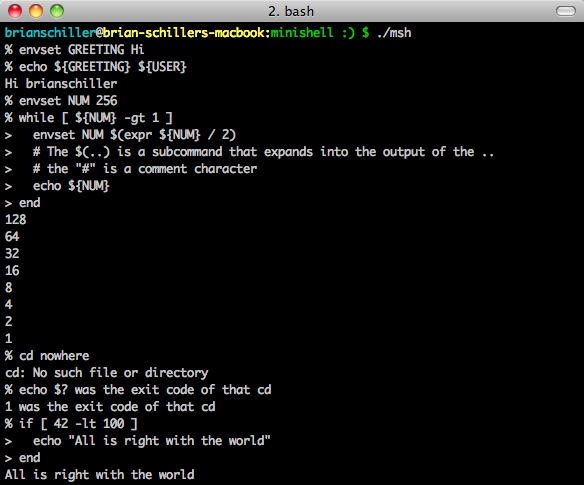 2. bash
brianschiller@brian-schillers-macbook:minishell :) $ ./msh
% envset GREETING Hi
% echo ${GREETING} ${USER}
Hi brianschiller
% envset NUM 256
% while [ ${NUM} -gt 1 ]
>   envset NUM $(expr ${NUM} / 2)
>   # The $(..) is a subcommand that expands into the output of the ..
>   # the "#" is a comment character
>   echo ${NUM}
> end
128
64
32
16
8
4
2
1
% cd nowhere
cd: No such file or directory
% echo $? was the exit code of that cd
1 was the exit code of that cd
% if [ 42 -lt 100 ]
>   echo "All is right with the world"
> end
All is right with the world